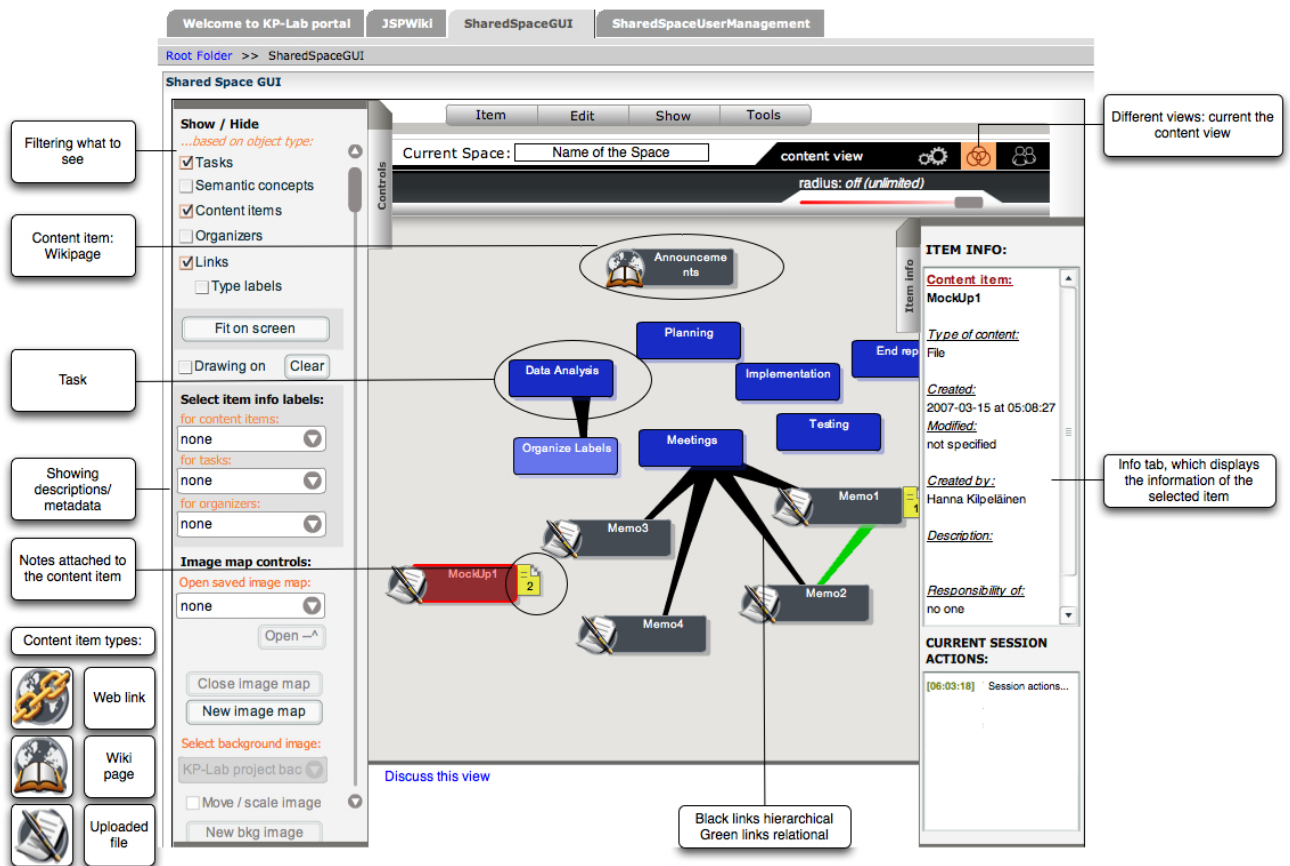 Welcome to KP-Lab portal
JSPWiki
SharedSpaceGUI
SharedSpaceUserManagement
Root Folder >> SharedSpaceGUI
Shared Space GUI
Filtering what to
see
Content item:
Wikipage
Task
Showing
descriptions/
metadata
Notes attached to
the content item
Content item types:
Web link
Wiki
page
Uploaded
file
Show / Hide
...based on object type:
Tasks
Semantic concepts
Content items
Organizers
Links
Type labels
Fit on screen
Drawing on
Clear
Select item info labels:
for content items:
none
for tasks:
none
for organizers:
none
Image map controls:
Open saved image map:
none
Open --^
Close image map
New image map
Select background image:
KP-Lab project bac
Move / scale image
New bkg image
Controls
Item
Edit
Show
Tools
Current Space:
Name of the Space
content view
radius: off (unlimited)
Announceme
nts
Planning
End rep
Data Analysis
Implementation
Testing
Organize Labels
Meetings
Memo1
1
Memo3
MockUp1
2
Memo2
Memo4
Discuss this view
Black links hierarchical
Green links relational
Item info
ITEM INFO:
Content item:
MockUp1
Type of content:
File
Created:
2007-03-15 at 05:08:27
Modified:
not specified
Created by:
Hanna Kilpeläinen
Description:
Responsibility of:
no one
CURRENT SESSION
ACTIONS:
[06:03:18] Session actions...
Different views: current the
content view
Info tab, which displays
the information of the
selected item